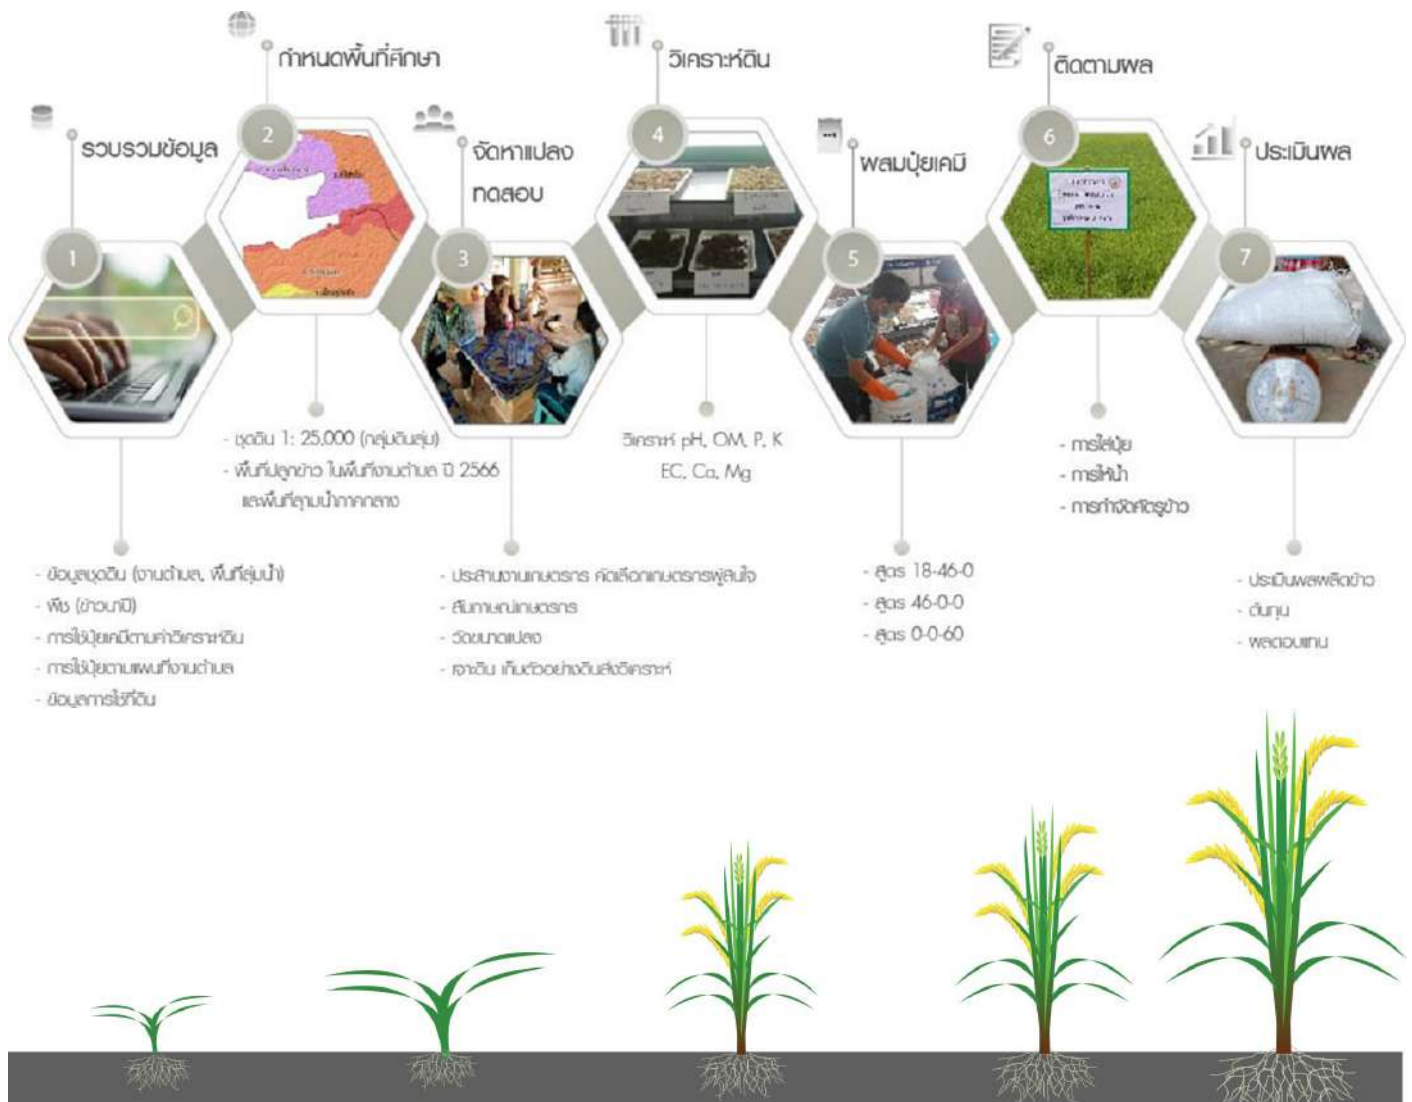 กำหนดพื้นที่ศึกษา
วิเคราะห์ดิน
ติดตามผล
รวบรวมข้อมูล
จัดหาแปลง
ทดสอบ
ผสมปุ๋ยเคมี
ประเมินผล
1
2
3
4
5
6
7
- ชุดดิน 1: 25,000 (กลุ่มดินลุ่ม)
- พื้นที่ปลูกข้าว ในพื้นที่งานตำบล ปี 2566
และพื้นที่ลุ่มน้ำภาคกลาง
วิเคราะห์ pH, OM, P, K
EC, Ca, Mg
- การใส่ปุ๋ย
- การให้น้ำ
- การกำจัดศัตรูข้าว
- ข้อมูลชุดดิน (งานตำบล, พื้นที่ลุ่มน้ำ)
- พืช (ข้าวนาปี)
- การใช้ปุ๋ยเคมีตามค่าวิเคราะห์ดิน
- การใช้ปุ๋ยตามแผนที่งานตำบล
- ข้อมูลการใช้ที่ดิน
- ประสานงานเกษตรกร คัดเลือกเกษตรกรผู้สนใจ
- สัมภาษณ์เกษตรกร
- วัดขนาดแปลง
- เจาะดิน เก็บตัวอย่างดินส่งวิเคราะห์
- สูตร 18-46-0
- สูตร 46-0-0
- สูตร 0-0-60
- ประเมินผลผลิตข้าว
- ต้นทุน
- ผลตอบแทน